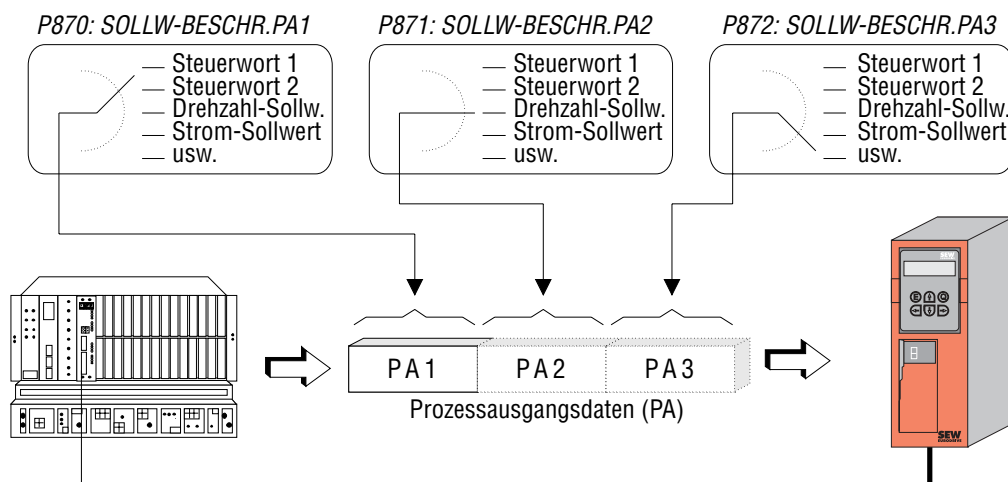 P870: SOLLW-BESCHR.PA1
Steuerwort 1
Steuerwort 2
Drehzahl-Sollw.
Strom-Sollwert
usw.
P871: SOLLW-BESCHR.PA2
Steuerwort 1
Steuerwort 2
Drehzahl-Sollw.
Strom-Sollwert
usw.
P872: SOLLW-BESCHR.PA3
Steuerwort 1
Steuerwort 2
Drehzahl-Sollw.
Strom-Sollwert
usw.
PA1
PA2
PA3
Prozessausgangsdaten (PA)
SEW
E
Q
SEW
EURODRIVE